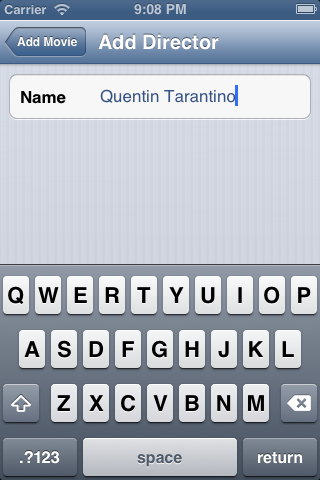 Carrier 9:08 PM
Add Movie Add Director
Name Quentin Tarantino
Q W E R T Y U I O P
A S D F G H J K L
Z X C V B N M
.?123 space return